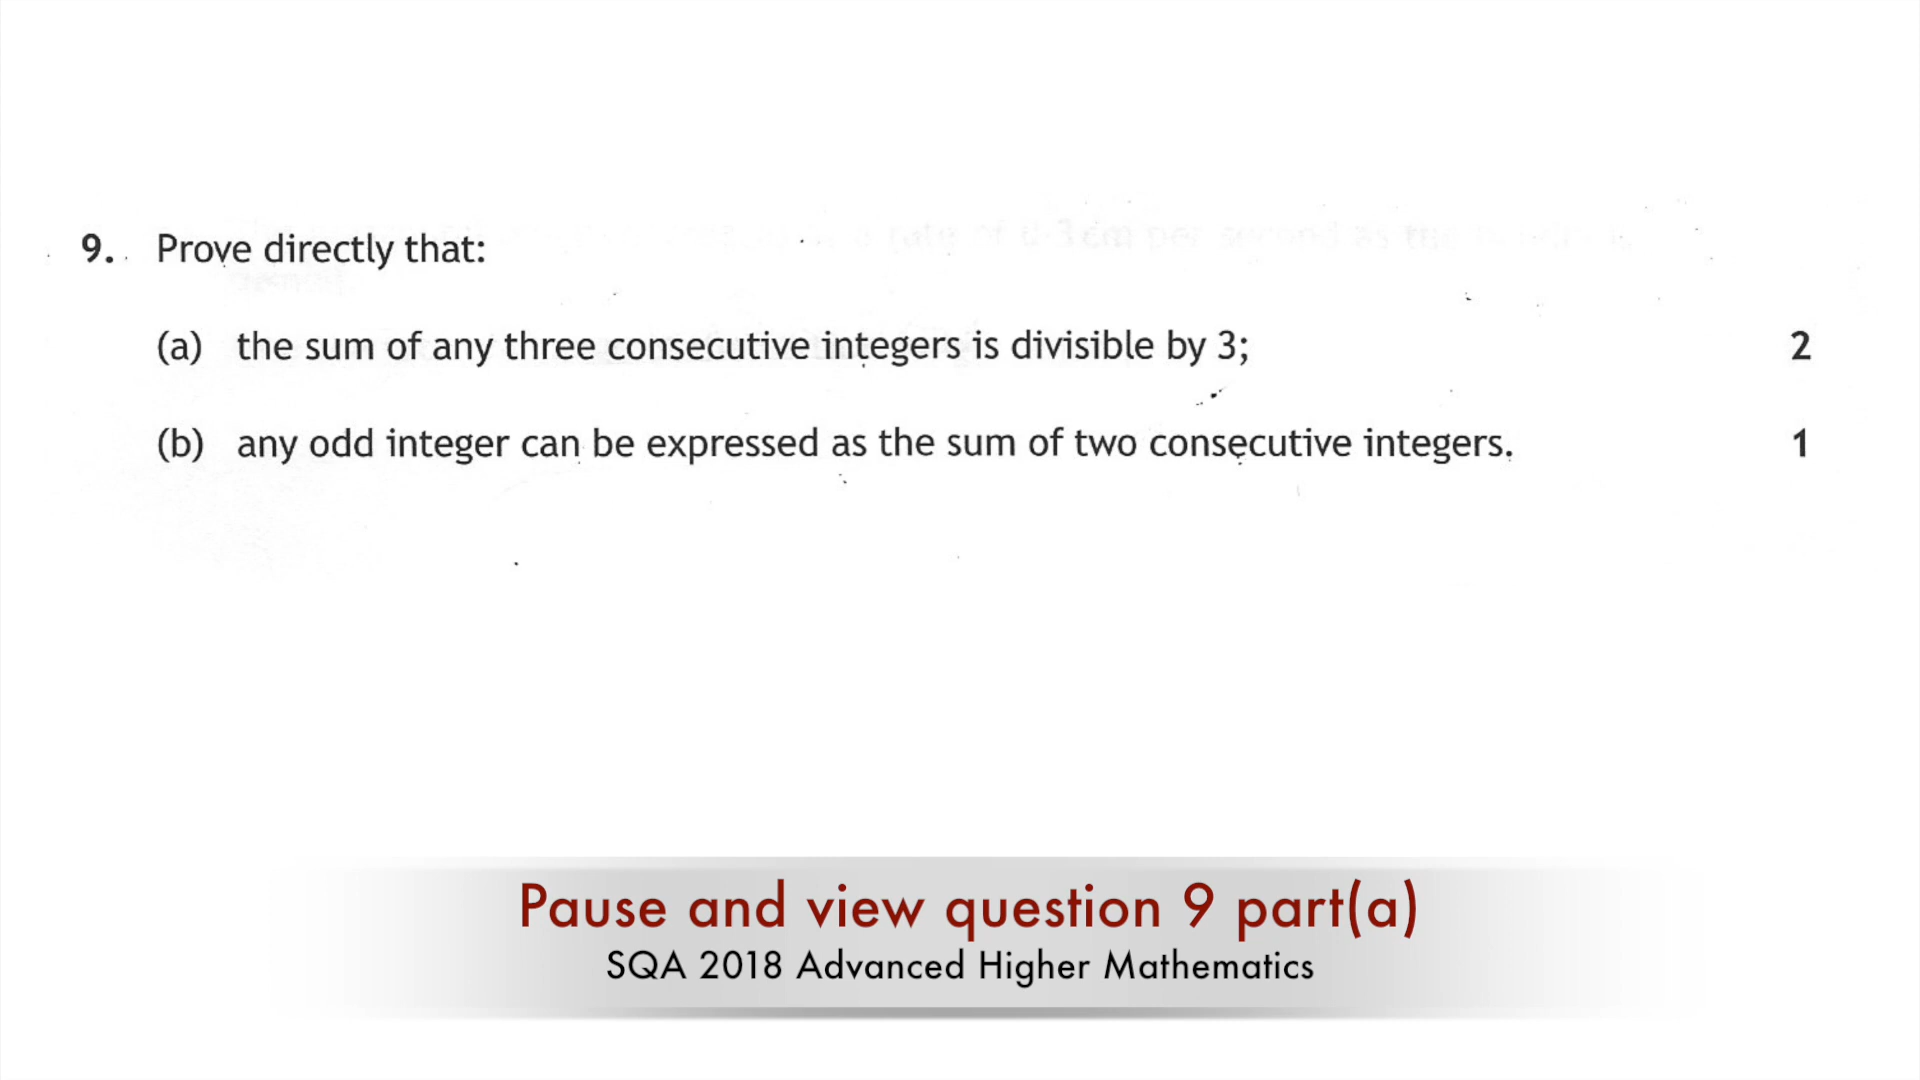 9. Prove directly that:
(a) the sum of any three consecutive integers is divisible by 3; 2
(b) any odd integer can be expressed as the sum of two consecutive integers. 1
Pause and view question 9 part(a)
SQA 2018 Advanced Higher Mathematics